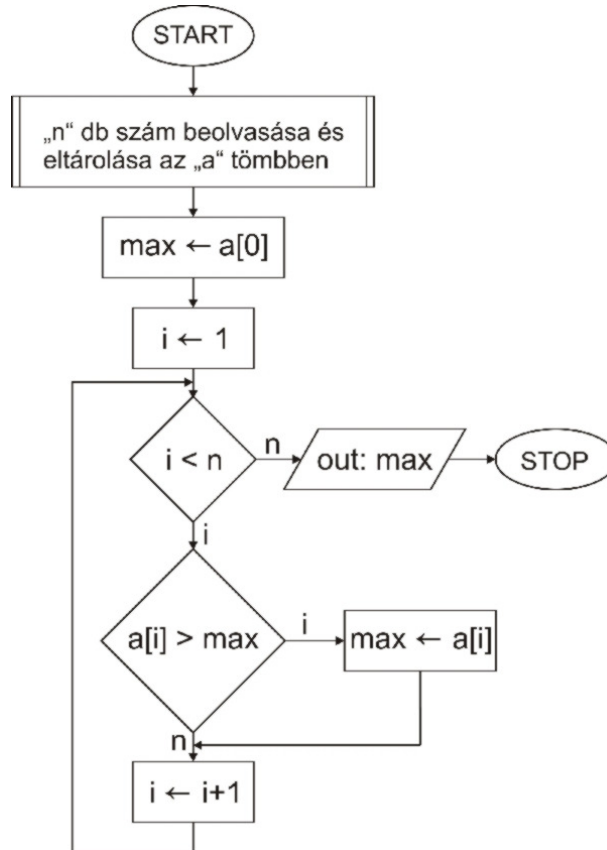 START
„n“ db szám beolvasása és
eltárolása az „a“ tömbben
max ← a[0]
i ← 1
i < n
n
out: max
STOP
i
a[i] > max
i
max ← a[i]
n
i ← i+1